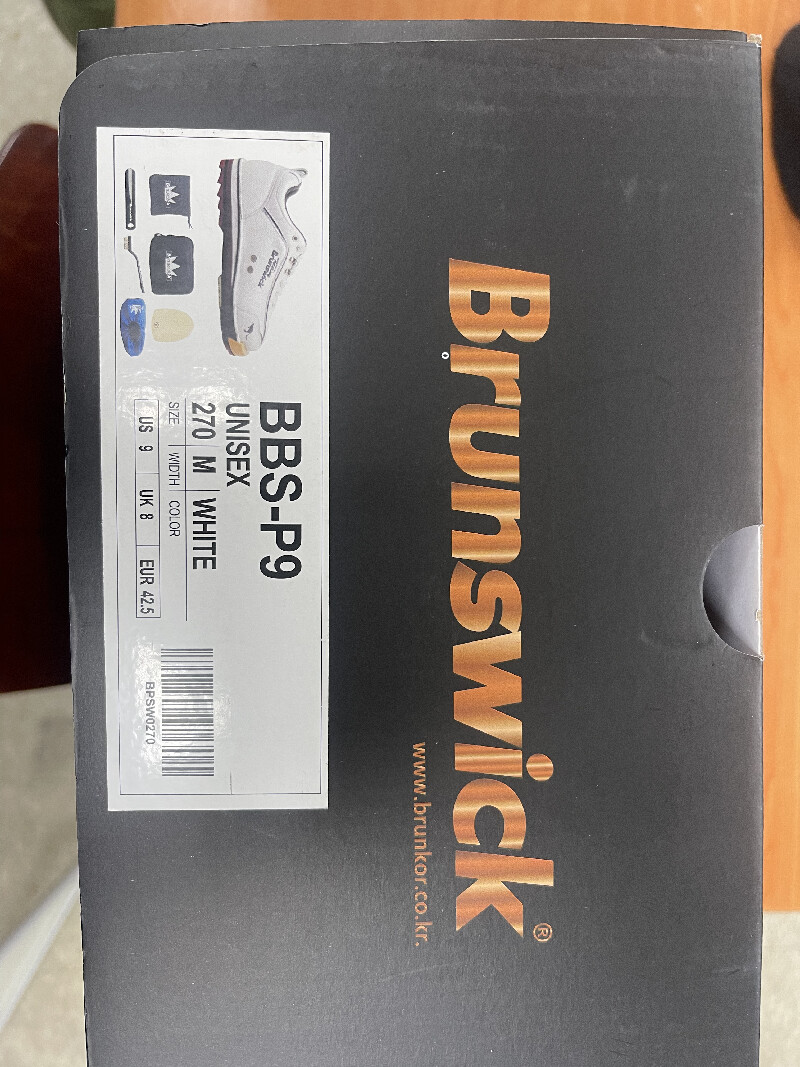 Brunswick®
www.brunkor.co.kr.
Brunswick
BBS-P9
UNISEX
270 M WHITE
SIZE WIDTH COLOR
US 9 UK 8 EUR 42.5
BPSW0270